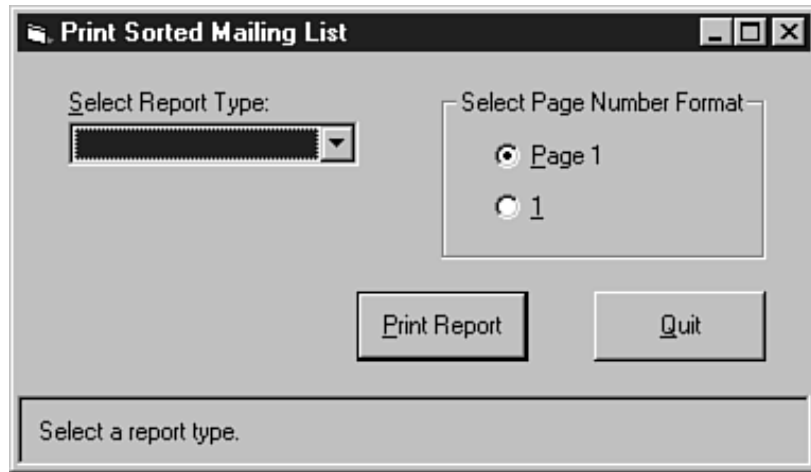 Print Sorted Mailing List
Select Report Type:
Select Page Number Format
Page 1
1
Print Report
Quit
Select a report type.